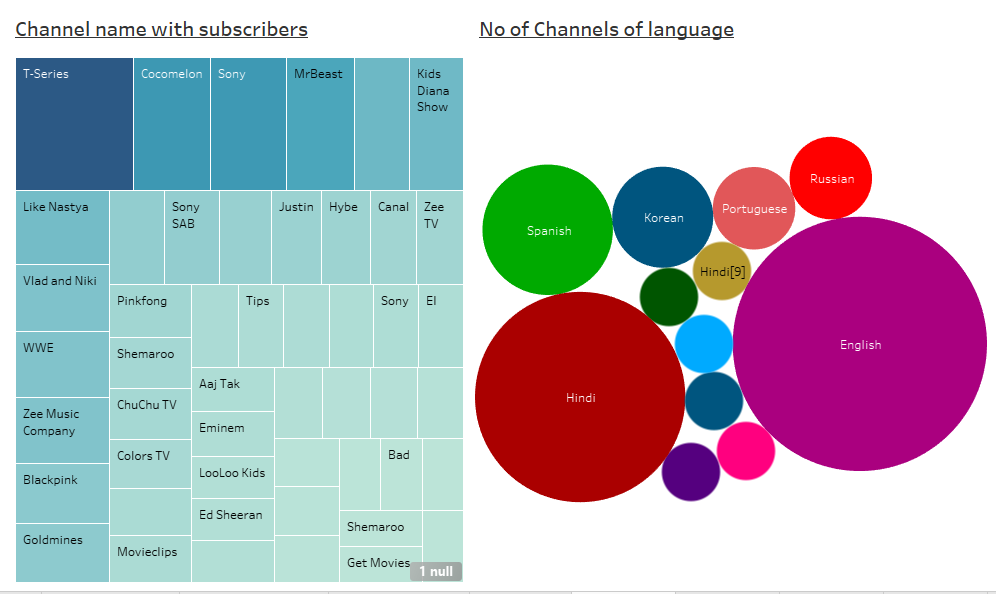 Channel name with subscribers
No of Channels of language
T-Series
Cocomelon
Sony
MrBeast
Kids
Diana
Show
Like Nastya
Sony
SAB
Justin
Hybe
Canal
Zee
TV
Vlad and Niki
Pinkfong
Tips
Sony
El
WWE
Shemaroo
Aaj Tak
Zee Music
Company
ChuChu TV
Eminem
Colors TV
Bad
Blackpink
LooLoo Kids
Ed Sheeran
Shemaroo
Goldmines
Movieclips
Get Movies
1 null
Russian
Spanish
Korean
Portuguese
Hindi[9]
English
Hindi